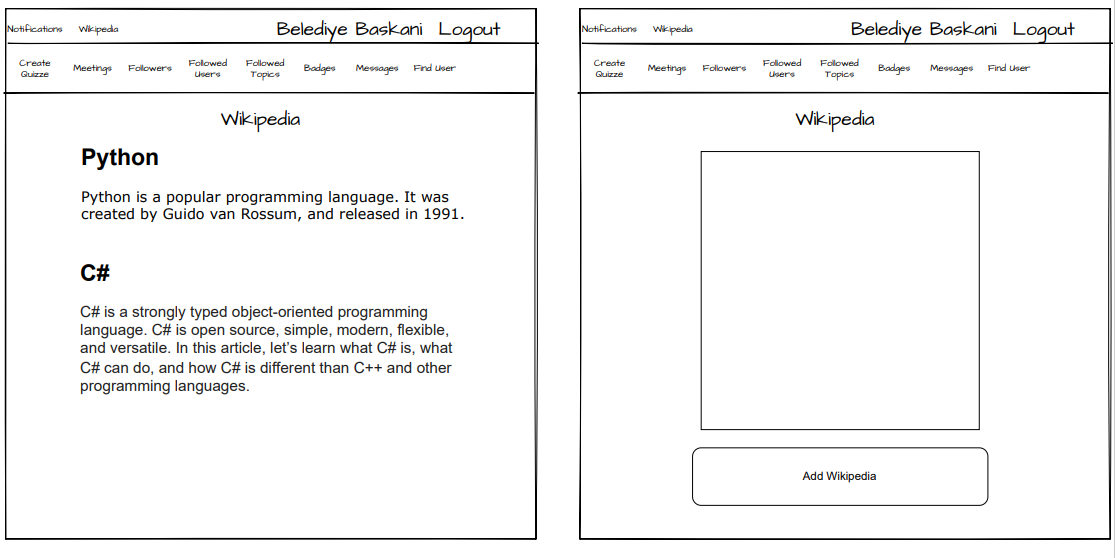 Notifications Wikipedia Belediye Baskani Logout
Create Quizze Meetings Followers Followed Users Followed Topics Badges Messages Find User
Wikipedia
Python
Python is a popular programming language. It was
created by Guido van Rossum, and released in 1991.
C#
C# is a strongly typed object-oriented programming
language. C# is open source, simple, modern, flexible,
and versatile. In this article, let's learn what C# is, what
C# can do, and how C# is different than C++ and other
programming languages.
Notifications Wikipedia Belediye Baskani Logout
Create Quizze Meetings Followers Followed Users Followed Topics Badges Messages Find User
Wikipedia
Add Wikipedia